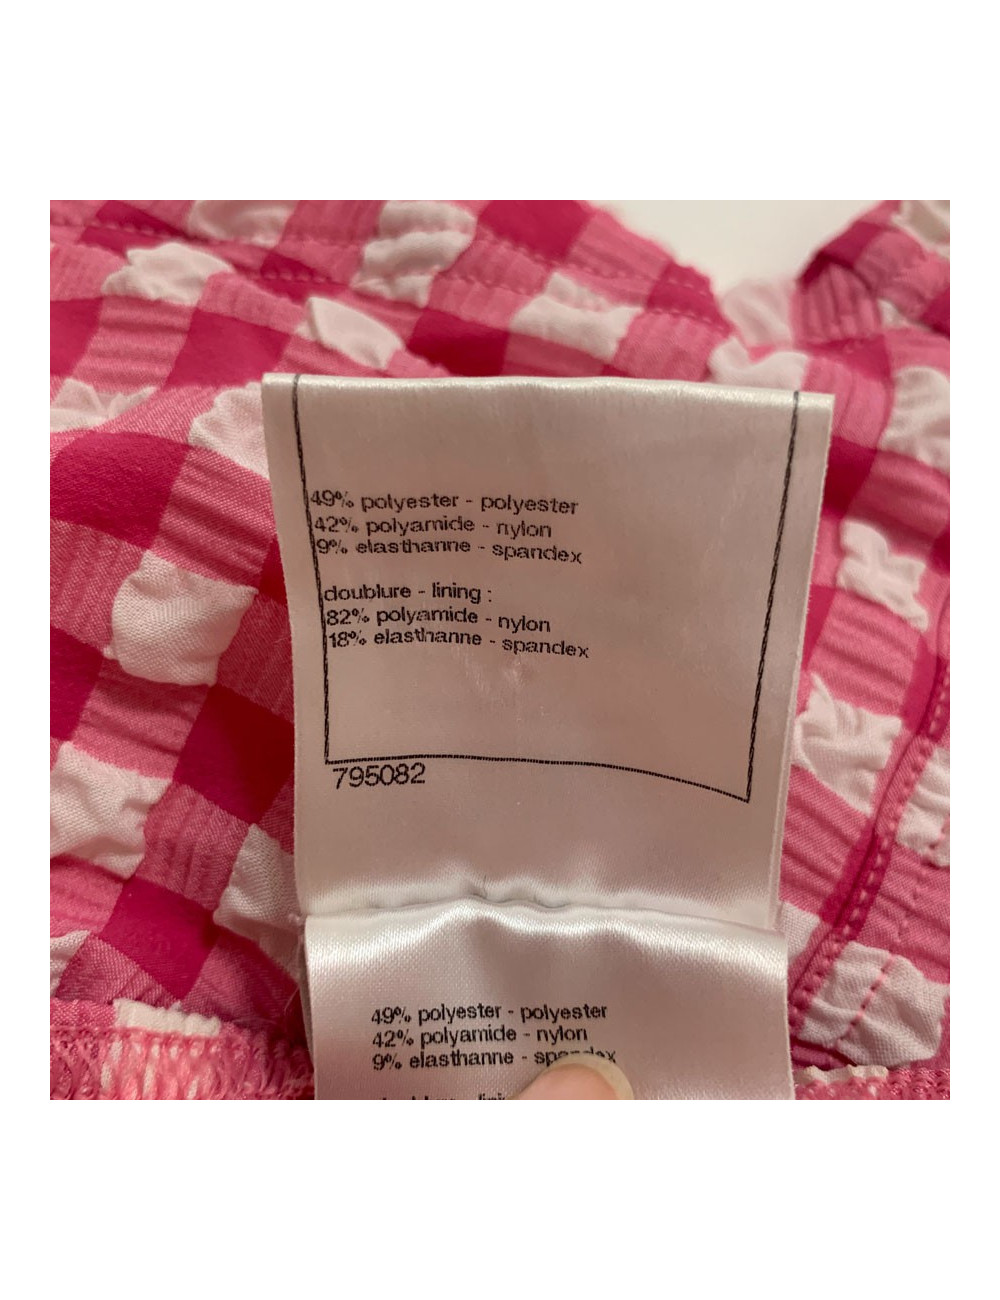 49% polyester - polyester
42% polyamide - nylon
9% elasthanne - spandex
doublure - lining :
82% polyamide - nylon
18% elasthanne - spandex
795082
49% polyester - polyester
42% polyamide - nylon
9% elasthanne - spandex